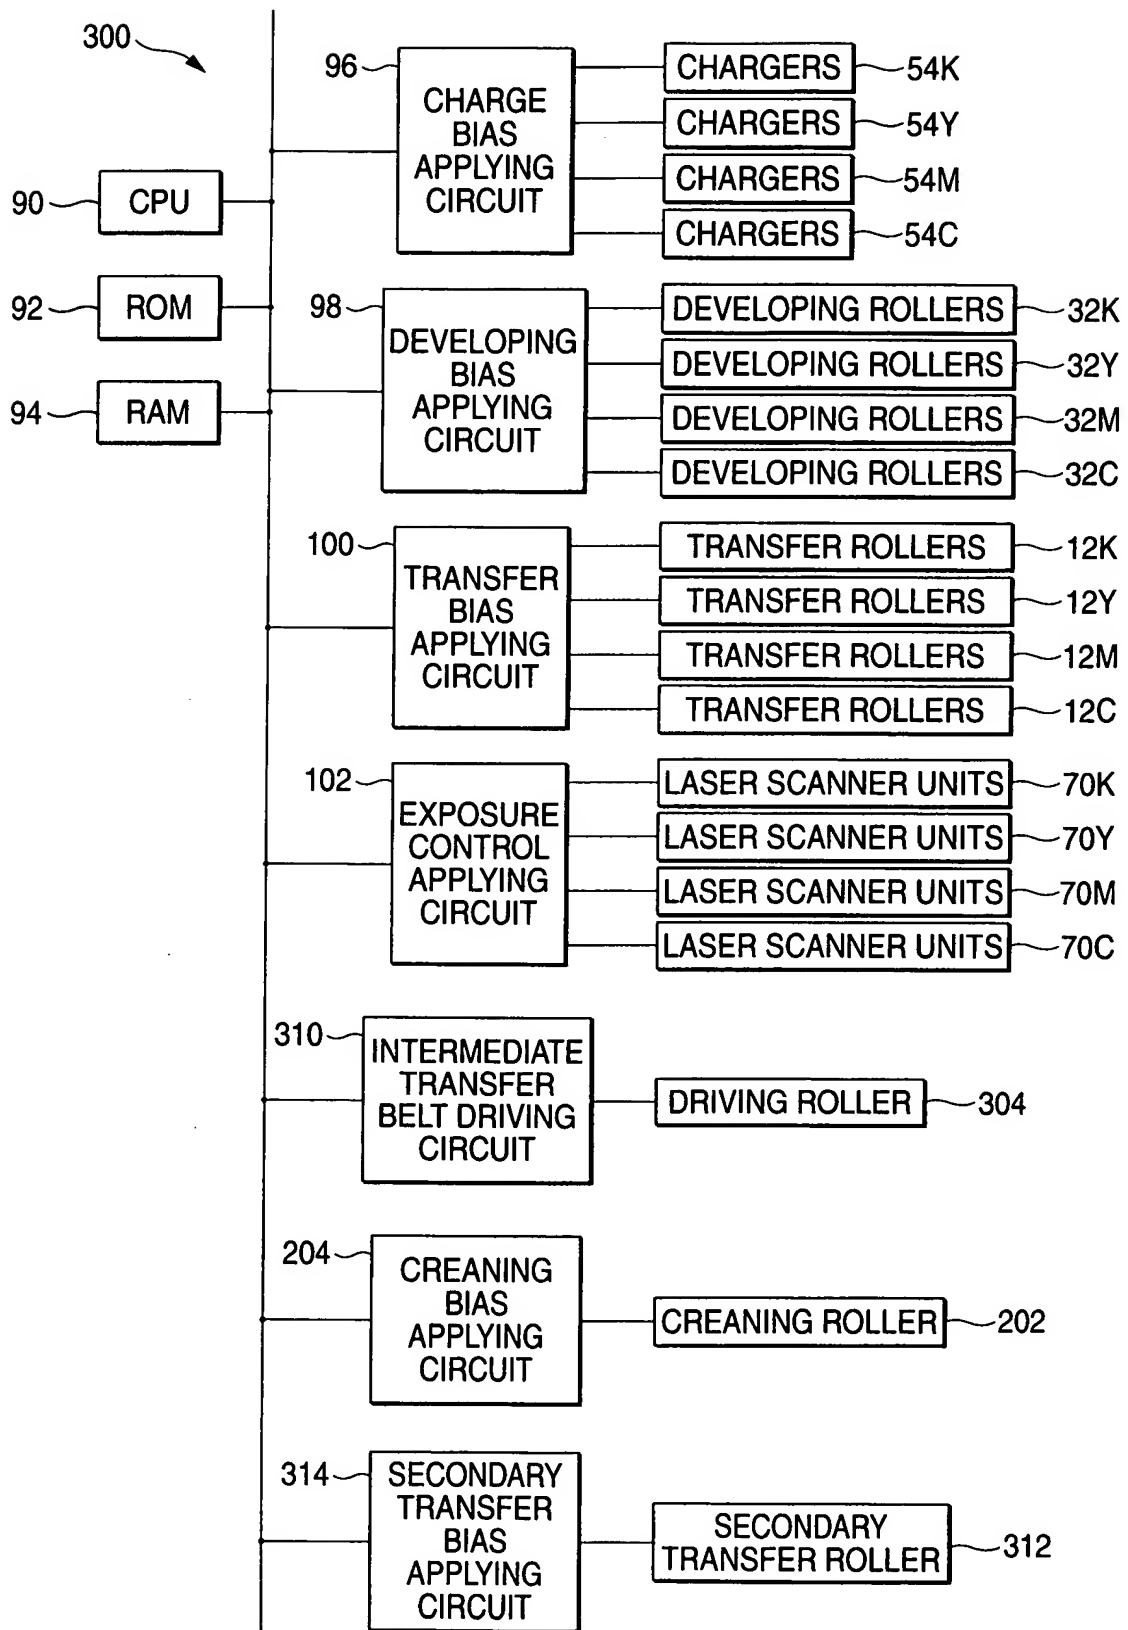 300
90
CPU
92
ROM
94
RAM
96
CHARGE
BIAS
APPLYING
CIRCUIT
CHARGERS
54K
CHARGERS
54Y
CHARGERS
54M
CHARGERS
54C
98
DEVELOPING
BIAS
APPLYING
CIRCUIT
DEVELOPING ROLLERS
32K
DEVELOPING ROLLERS
32Y
DEVELOPING ROLLERS
32M
DEVELOPING ROLLERS
32C
100
TRANSFER
BIAS
APPLYING
CIRCUIT
TRANSFER ROLLERS
12K
TRANSFER ROLLERS
12Y
TRANSFER ROLLERS
12M
TRANSFER ROLLERS
12C
102
EXPOSURE
CONTROL
APPLYING
CIRCUIT
LASER SCANNER UNITS
70K
LASER SCANNER UNITS
70Y
LASER SCANNER UNITS
70M
LASER SCANNER UNITS
70C
310
INTERMEDIATE
TRANSFER
BELT DRIVING
CIRCUIT
DRIVING ROLLER
304
204
CREANING
BIAS
APPLYING
CIRCUIT
CREANING ROLLER
202
314
SECONDARY
TRANSFER
BIAS
APPLYING
CIRCUIT
SECONDARY
TRANSFER ROLLER
312